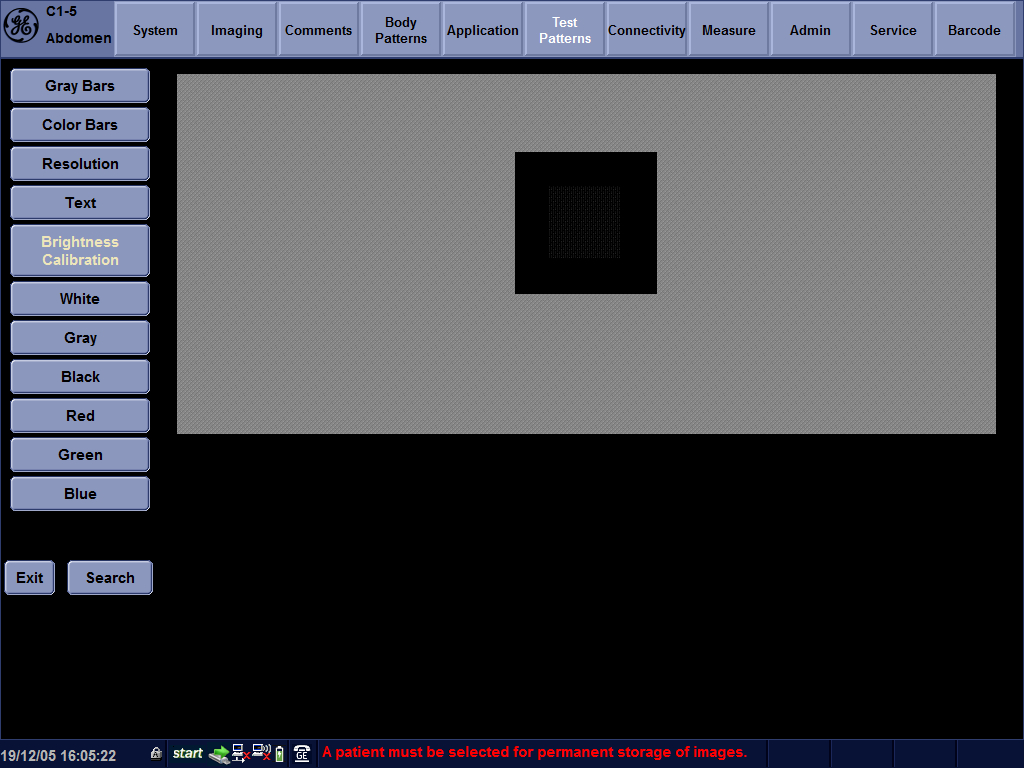 C1-5
Abdomen
System
Imaging
Comments
Body
Patterns
Application
Test
Patterns
Connectivity
Measure
Admin
Service
Barcode
Gray Bars
Color Bars
Resolution
Text
Brightness
Calibration
White
Gray
Black
Red
Green
Blue
Exit
Search
19/12/05 16:05:22
start
GE
A patient must be selected for permanent storage of images.